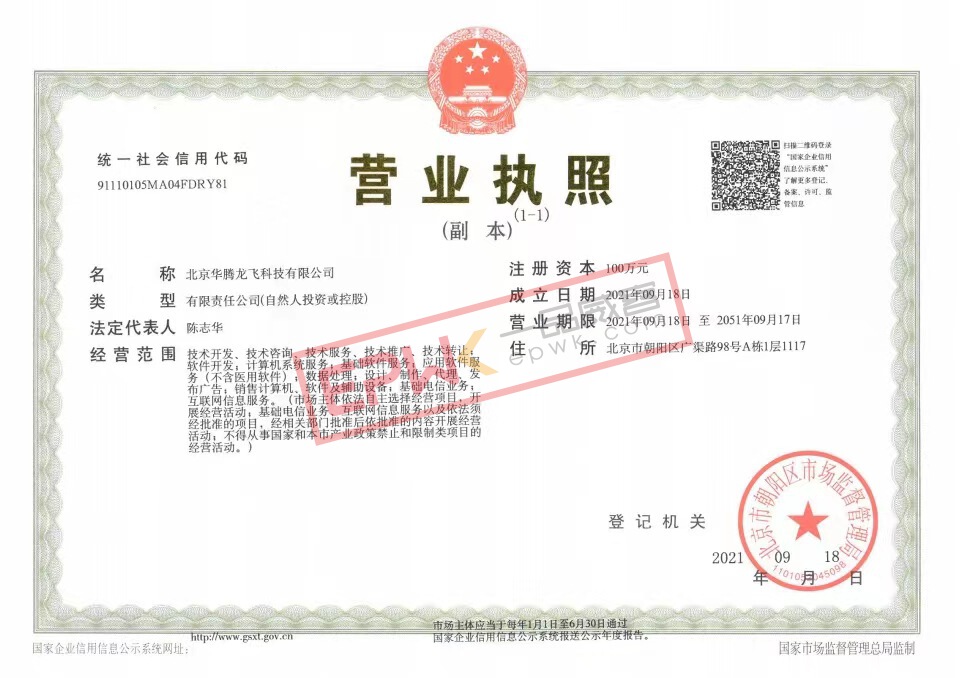 统一社会信用代码
91110105MA04FDRY81
营业执照
(副 本) (1-1)
扫描二维码登录
“国家企业信用
信息公示系统”
了解更多登记、
备案、许可、监
管信息
名 称 北京华腾龙飞科技有限公司
类 型 有限责任公司(自然人投资或控股)
法定代表人 陈志华
经营范围 技术开发、技术咨询、技术服务、技术推广、技术转让;
软件开发;计算机系统服务;基础软件服务;应用软件服
务(不含医用软件);数据处理;设计、制作、代理、发
布广告;销售计算机、软件及辅助设备;基础电信业务;
互联网信息服务。(市场主体依法自主选择经营项目,开
展经营活动;基础电信业务、互联网信息服务以及依法须
经批准的项目,经相关部门批准后依批准的内容开展经营
活动;不得从事国家和本市产业政策禁止和限制类项目的
经营活动。)
注册资本 100万元
成立日期 2021年09月18日
营业期限 2021年09月18日 至 2051年09月17日
住 所 北京市朝阳区广渠路98号A栋1层1117
EPWK 一品威客
epwk.com
登记机关
北京市朝阳区市场监督管理局
2021 09 18
年 月 日
http://www.gsxt.gov.cn
市场主体应当于每年1月1日至6月30日通过
国家企业信用信息公示系统报送公示年度报告。
国家企业信用信息公示系统网址:
国家市场监督管理总局监制